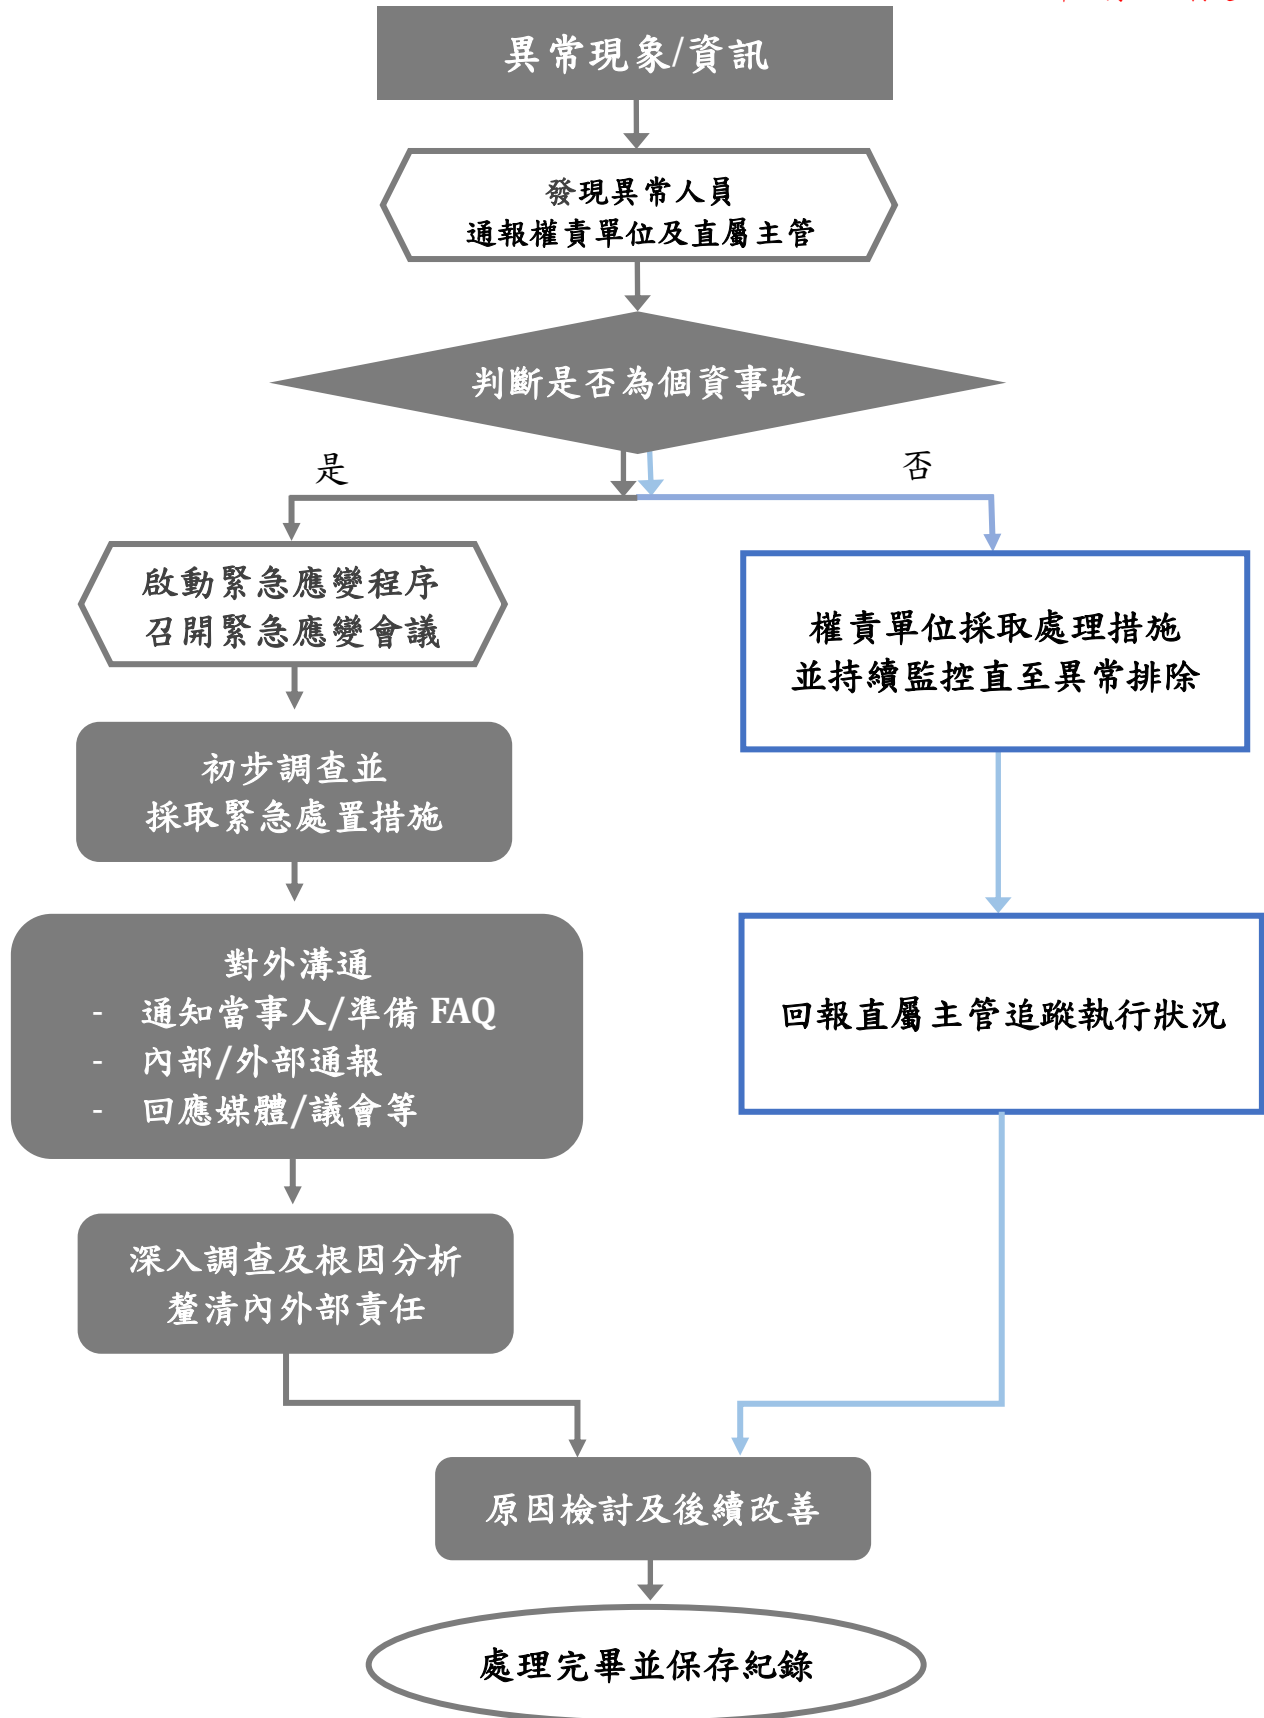 異常現象/資訊
發現異常人員
通報權責單位及直屬主管
判斷是否為個資事故
是
否
啟動緊急應變程序
召開緊急應變會議
權責單位採取處理措施
並持續監控直至異常排除
初步調查並
採取緊急處置措施
對外溝通
- 通知當事人/準備 FAQ
- 內部/外部通報
- 回應媒體/議會等
回報直屬主管追蹤執行狀況
深入調查及根因分析
釐清內外部責任
原因檢討及後續改善
處理完畢並保存紀錄